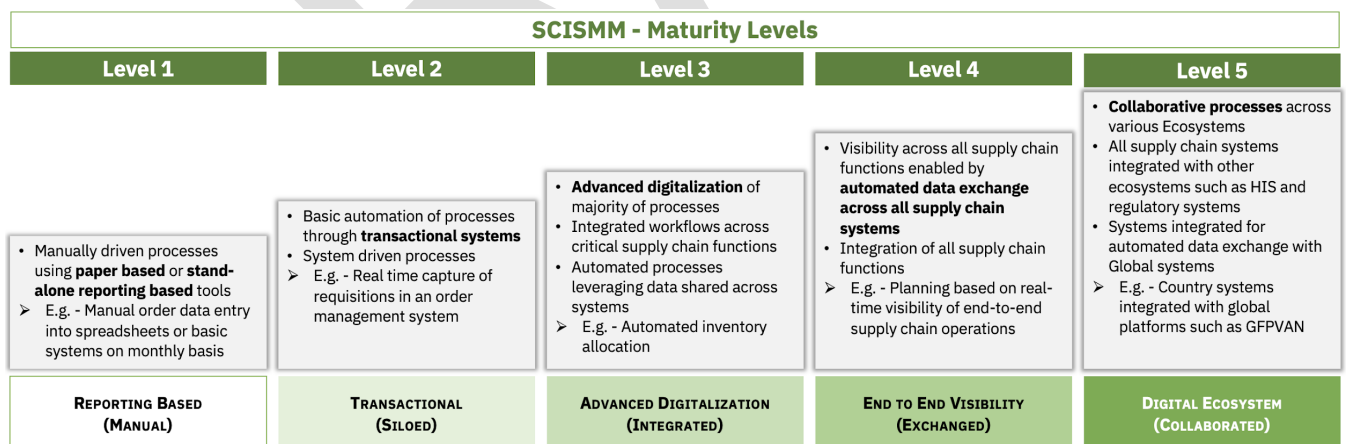 SCISMM - Maturity Levels
Level 1
Level 2
Level 3
Level 4
Level 5
• Manually driven processes
using paper based or stand-
alone reporting based tools
➢ E.g. - Manual order data entry
into spreadsheets or basic
systems on monthly basis
• Basic automation of processes
through transactional systems
• System driven processes
➢ E.g. - Real time capture of
requisitions in an order
management system
• Advanced digitalization of
majority of processes
• Integrated workflows across
critical supply chain functions
• Automated processes
leveraging data shared across
systems
➢ E.g. - Automated inventory
allocation
• Visibility across all supply chain
functions enabled by
automated data exchange
across all supply chain
systems
• Integration of all supply chain
functions
➢ E.g. - Planning based on real-
time visibility of end-to-end
supply chain operations
• Collaborative processes across
various Ecosystems
• All supply chain systems
integrated with other
ecosystems such as HIS and
regulatory systems
• Systems integrated for
automated data exchange with
Global systems
➢ E.g. - Country systems
integrated with global
platforms such as GFPVAN
REPORTING BASED
(MANUAL)
TRANSACTIONAL
(SILOED)
ADVANCED DIGITALIZATION
(INTEGRATED)
END TO END VISIBILITY
(EXCHANGED)
DIGITAL ECOSYSTEM
(COLLABORATED)